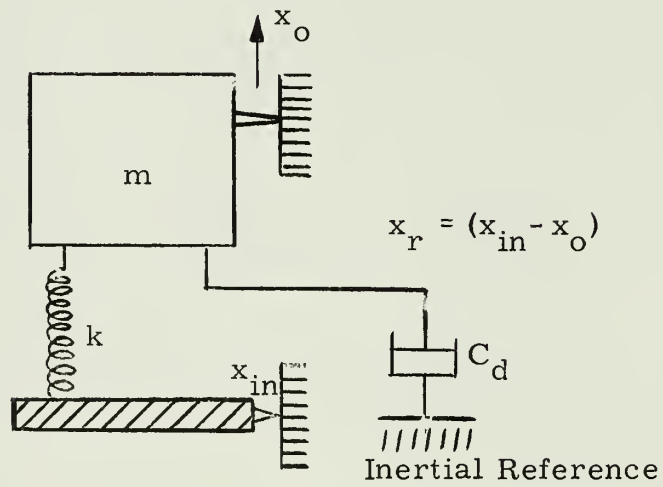 x_o
m
x_r = (x_in - x_o)
k
x_in
C_d
Inertial Reference